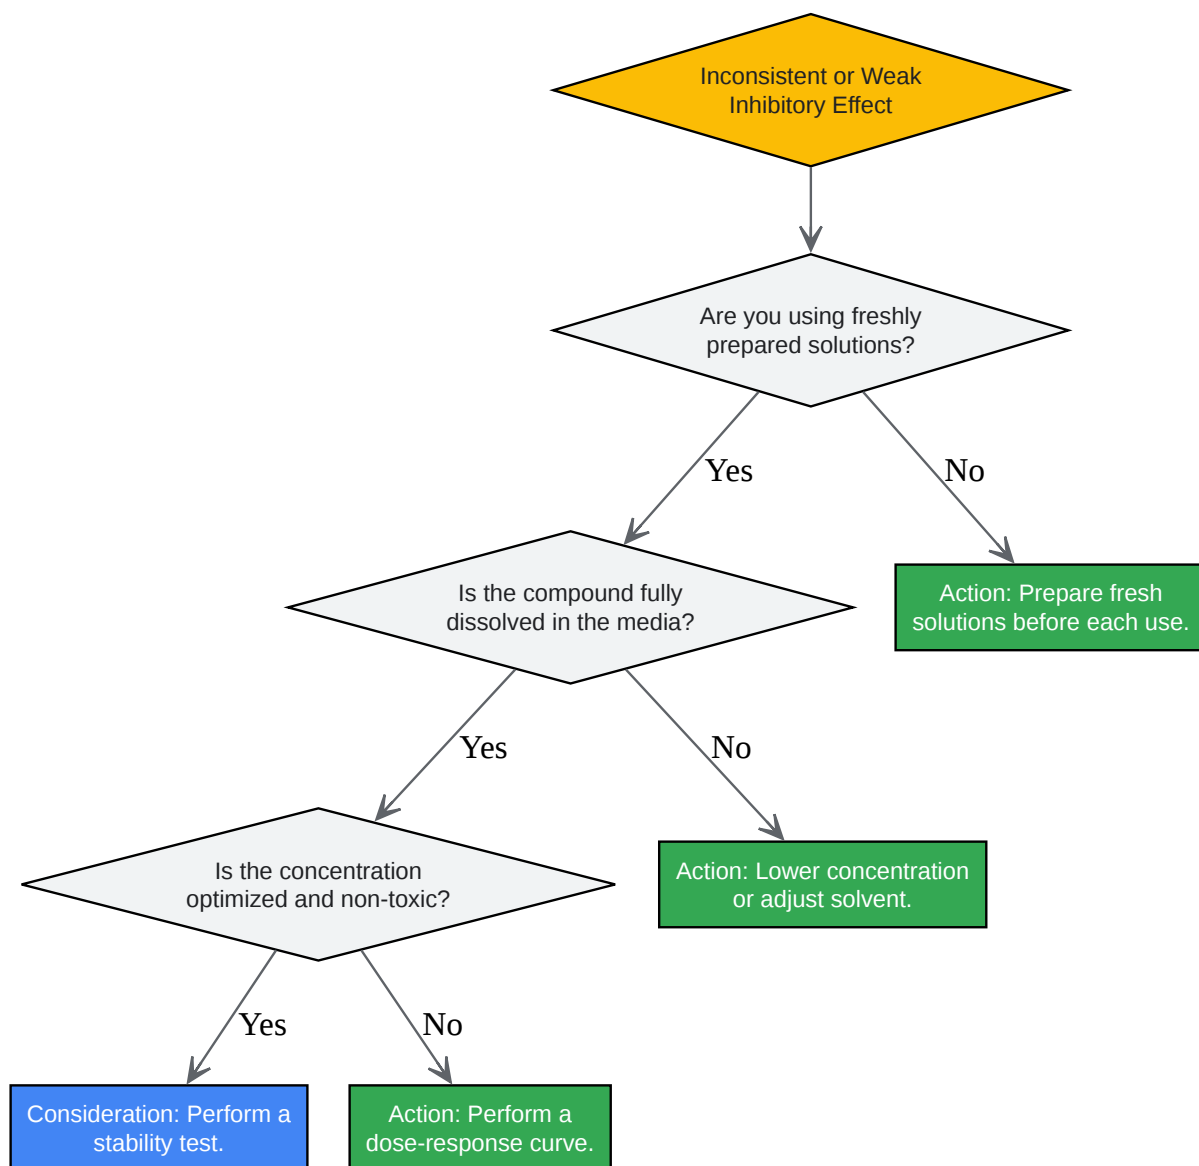 Inconsistent or Weak
Inhibitory Effect
Are you using freshly
prepared solutions?
Yes
No
Is the compound fully
dissolved in the media?
Action: Prepare fresh
solutions before each use.
Yes
No
Is the concentration
optimized and non-toxic?
Action: Lower concentration
or adjust solvent.
Yes
No
Consideration: Perform a
stability test.
Action: Perform a
dose-response curve.